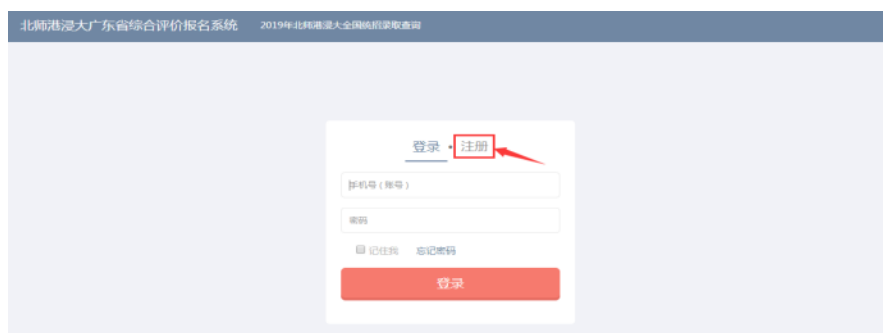 北师港浸大广东省综合评价报名系统 2019年北师港浸大全国统招录取查询
登录 · 注册
手机号(账号)
密码
记住我 忘记密码
登录